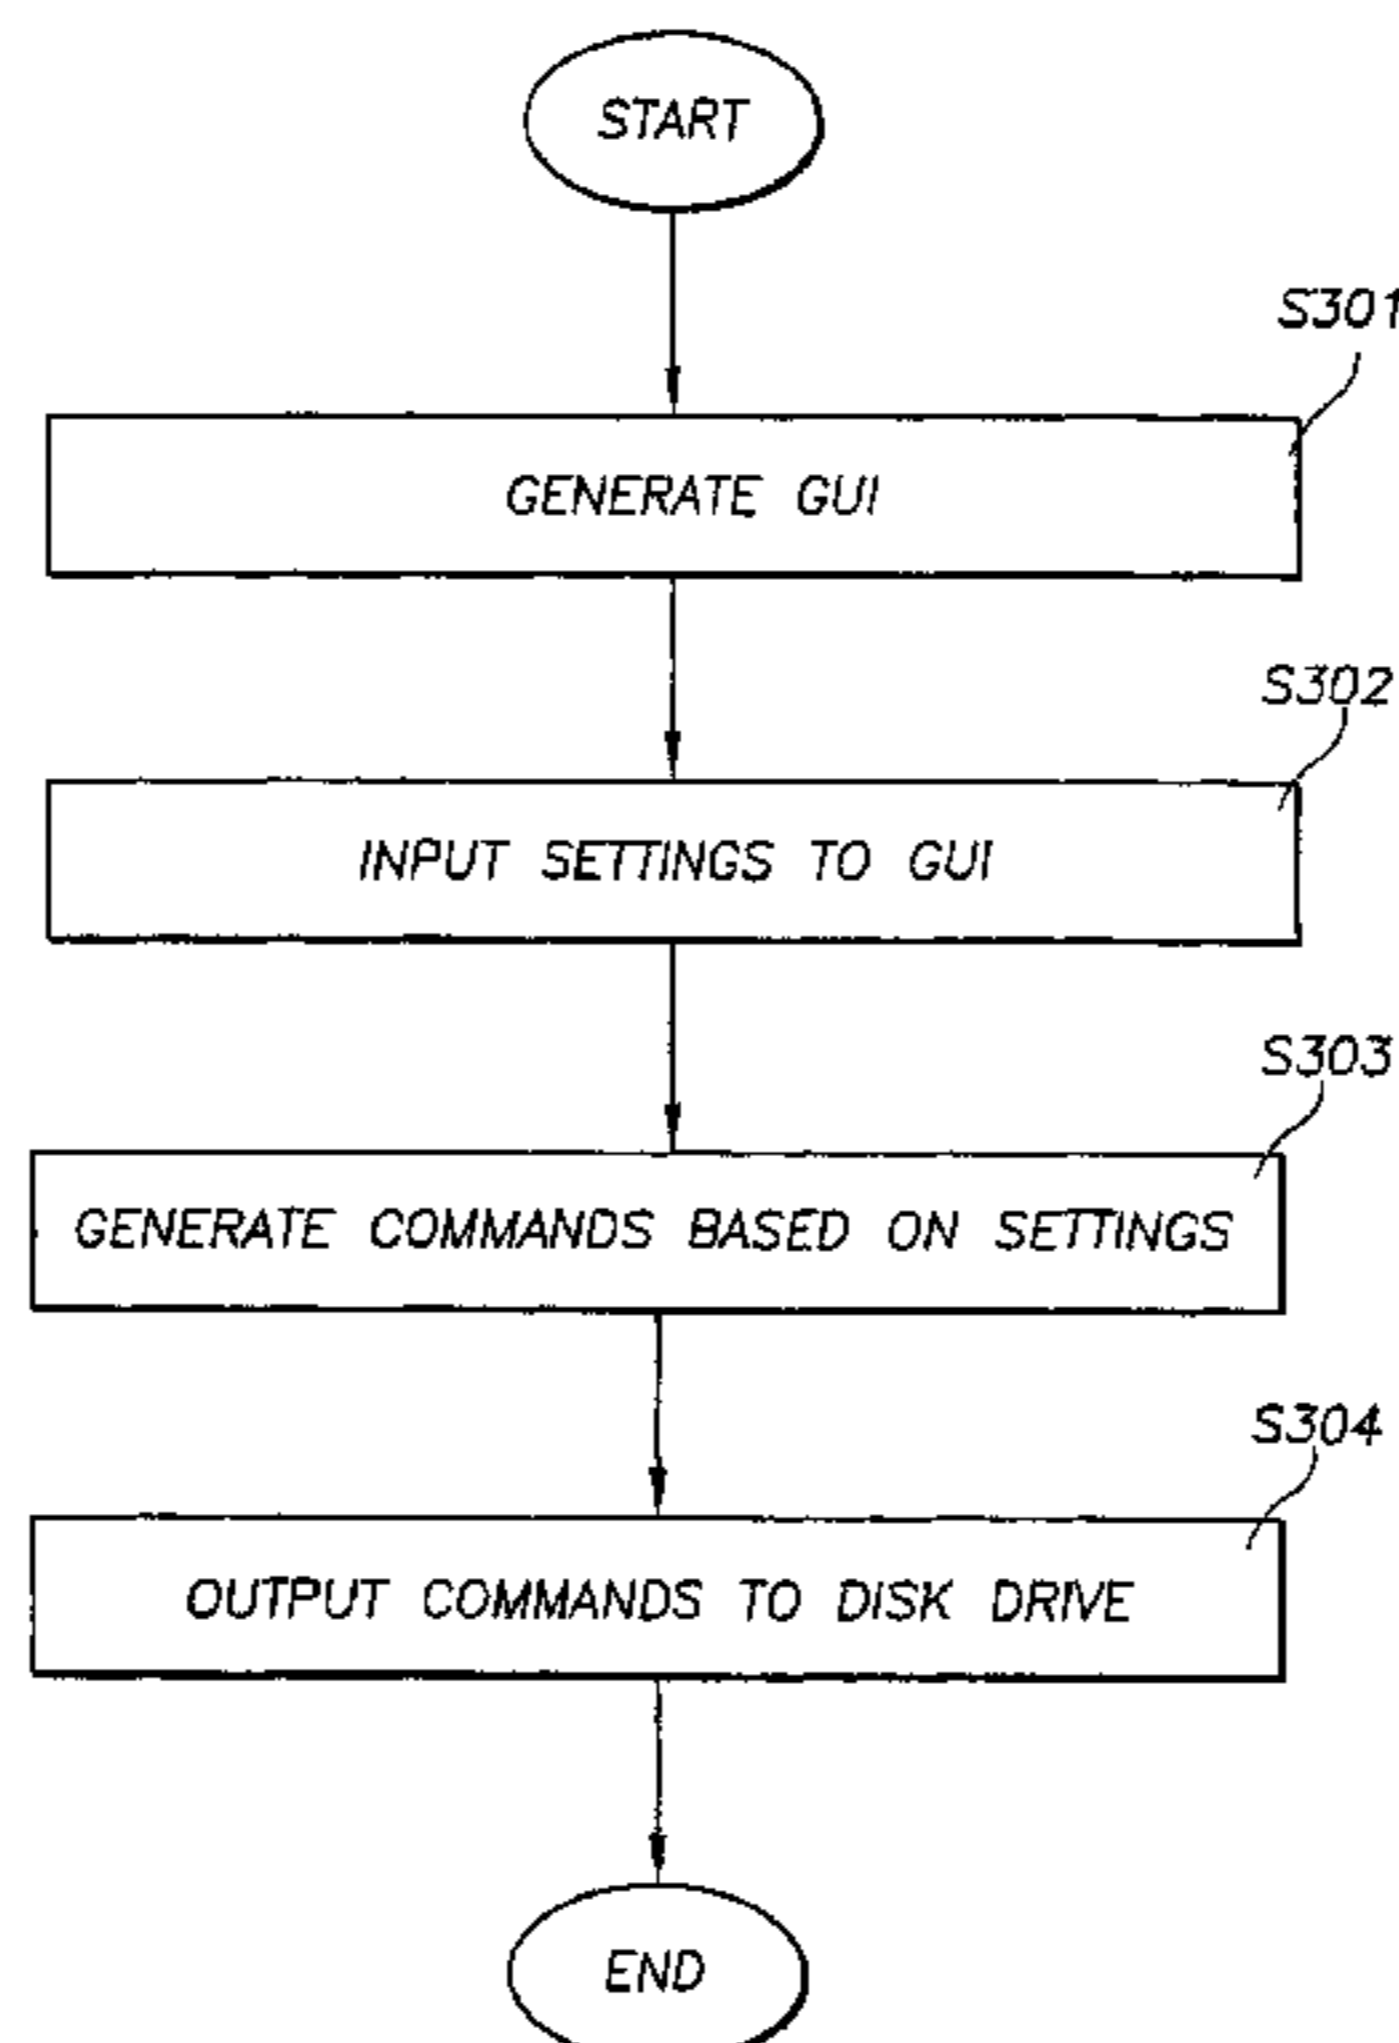 START
S301
GENERATE GUI
S302
INPUT SETTINGS TO GUI
S303
GENERATE COMMANDS BASED ON SETTINGS
S304
OUTPUT COMMANDS TO DISK DRIVE
END